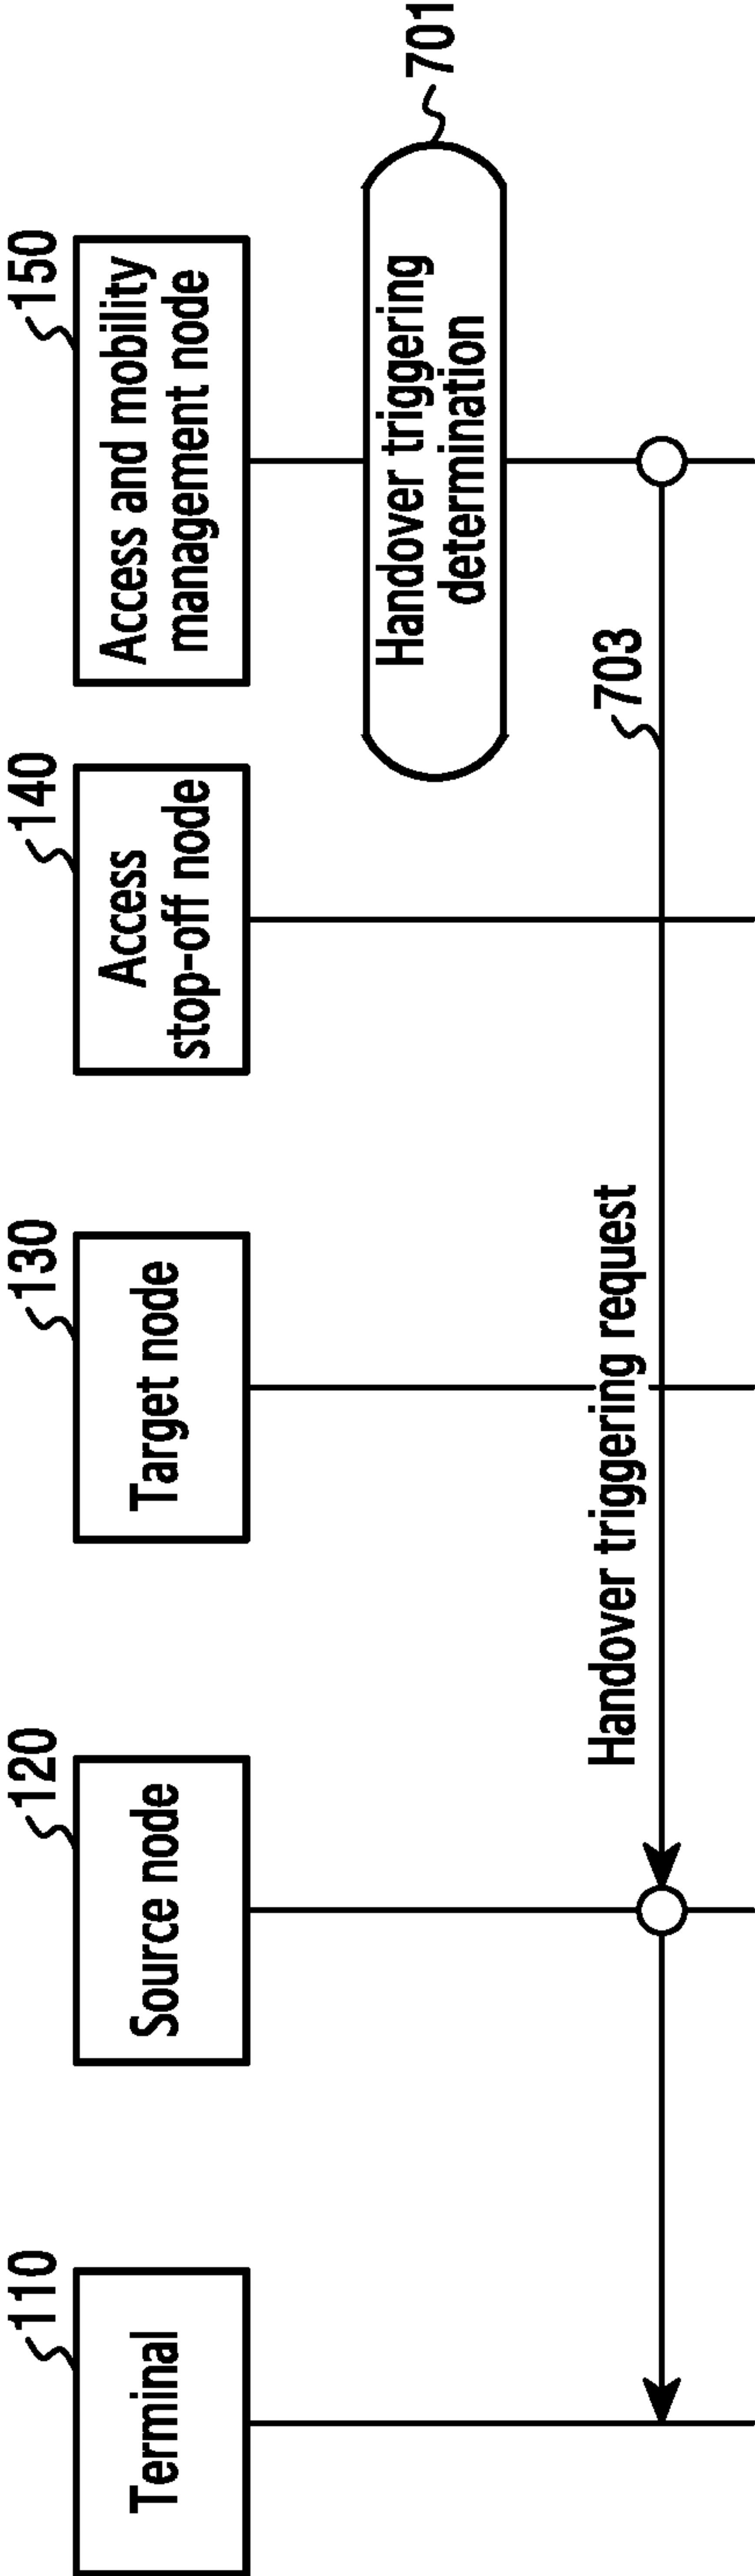 110
120
130
140
150
Terminal
Source node
Target node
Access
stop-off node
Access and mobility
management node
Handover triggering
determination
701
Handover triggering request
703